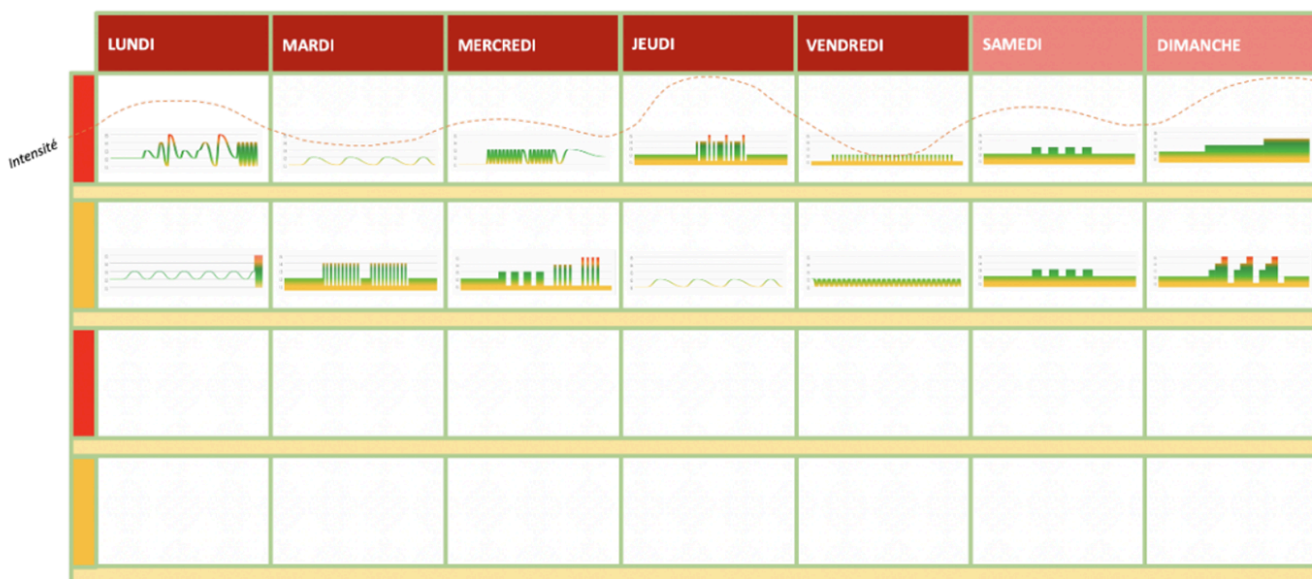 LUNDI
MARDI
MERCREDI
JEUDI
VENDREDI
SAMEDI
DIMANCHE
Intensité